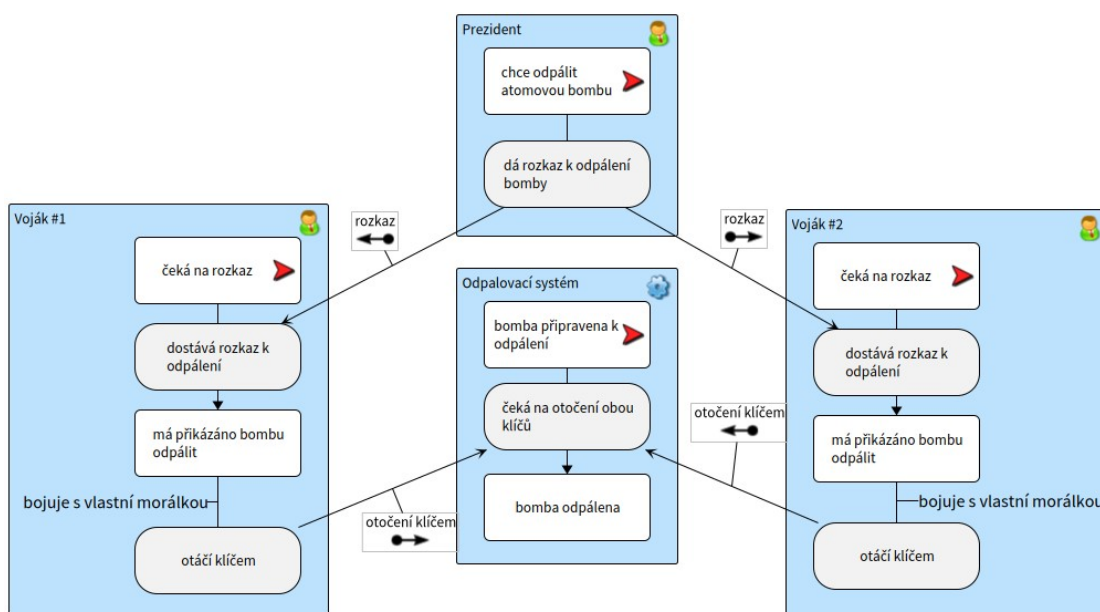 Prezident
chce odpálit
atomovou bombu
dá rozkaz k odpálení
bomby
Voják #1
rozkaz
čeká na rozkaz
dostává rozkaz k
odpálení
má přikázáno bombu
odpálit
bojuje s vlastní morálkou
otáčí klíčem
otočení klíčem
Odpalovací systém
bomba připravena k
odpálení
čeká na otočení obou
klíčů
bomba odpálena
rozkaz
Voják #2
čeká na rozkaz
dostává rozkaz k
odpálení
otočení klíčem
má přikázáno bombu
odpálit
bojuje s vlastní morálkou
otáčí klíčem